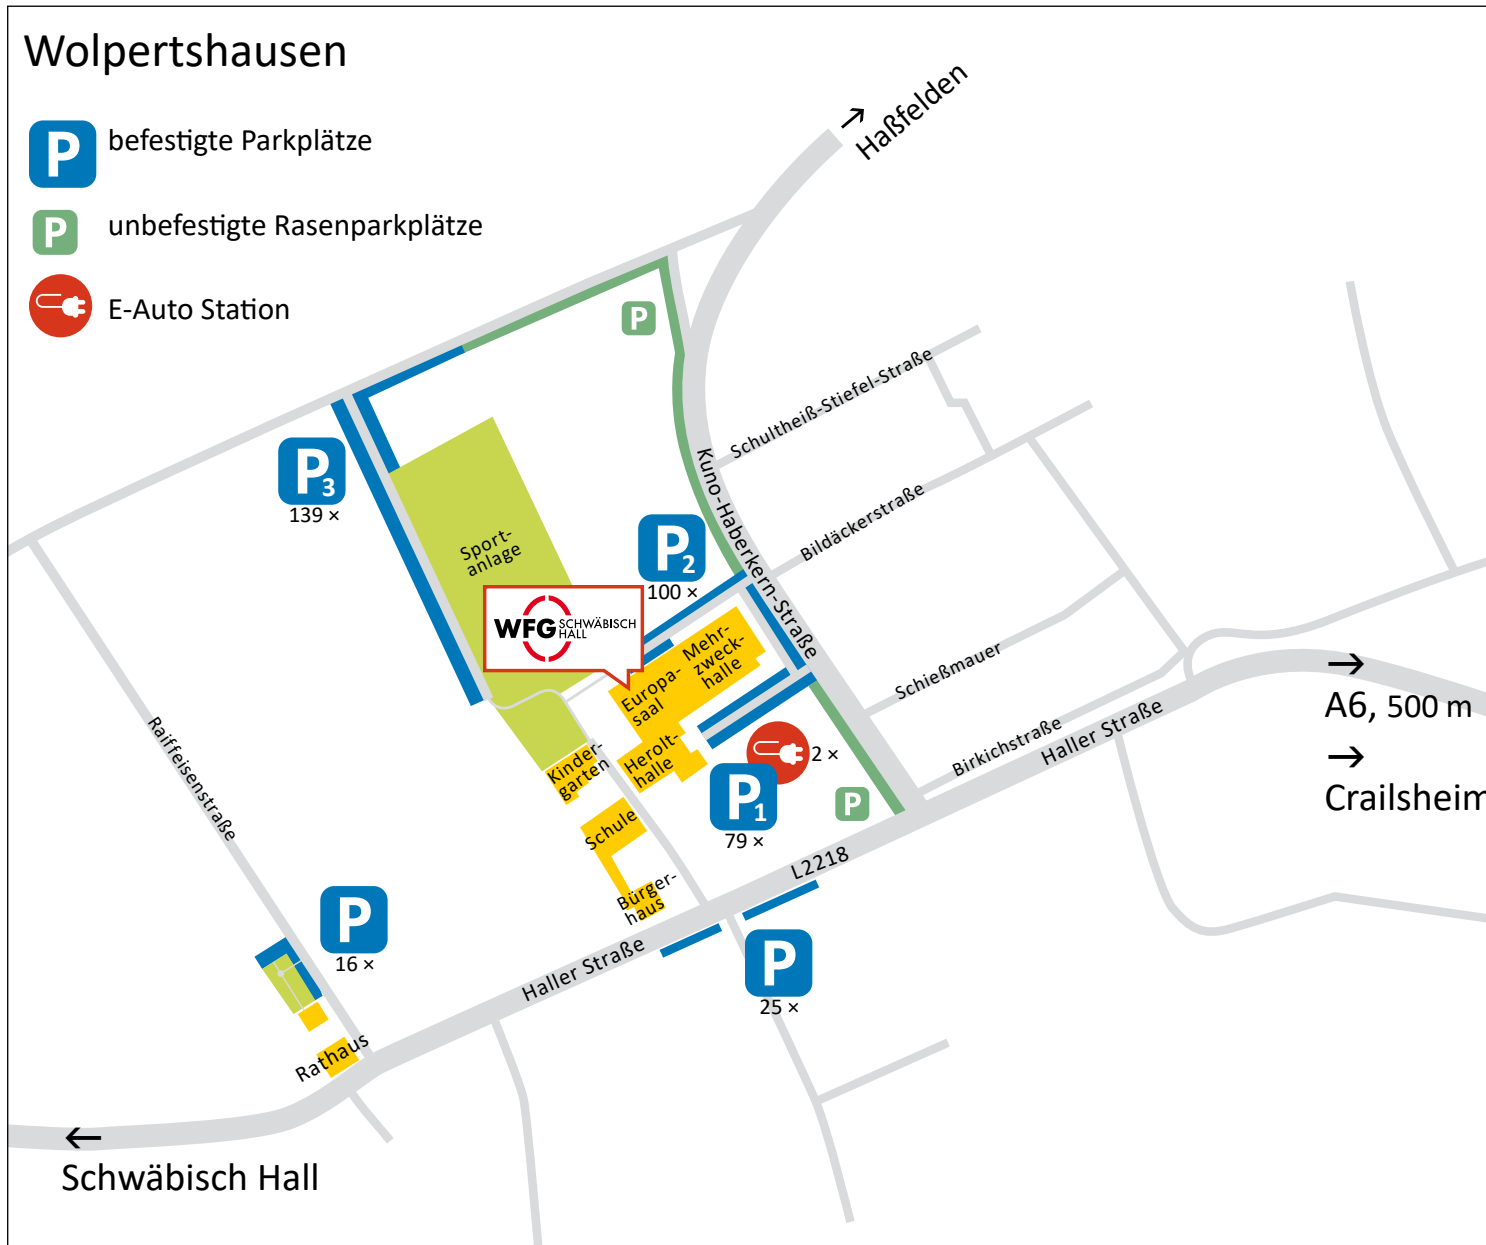 Wolpertshausen
P befestigte Parkplätze
P unbefestigte Rasenparkplätze
E-Auto Station
→
Haßfelden
P
P3
139 ×
Sport-
anlage
P2
100 ×
WFG SCHWÄBISCH
HALL
Schultheiß-Stiefel-Straße
Kuno-Haberkern-Straße
Bildäckerstraße
Mehr-
zweck-
halle
Europa-
saal
Herolt-
halle
Kinder-
garten
Schule
Bürger-
haus
Schießmauer
Birkichstraße
Haller Straße
→
A6, 500 m
→
Crailsheim
2 ×
P1
79 ×
P
L2218
Raiffeisenstraße
P
16 ×
Rathaus
Haller Straße
P
25 ×
←
Schwäbisch Hall